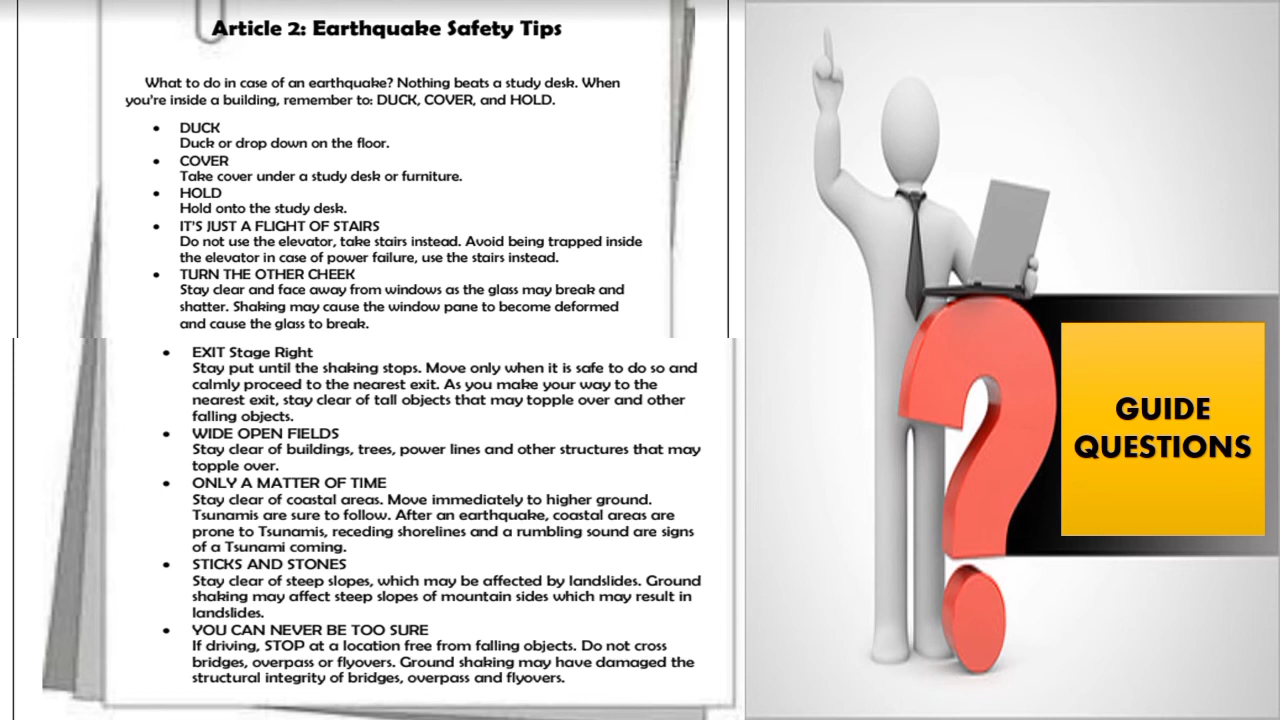 Article 2: Earthquake Safety Tips
What to do in case of an earthquake? Nothing beats a study desk. When
you're inside a building, remember to: DUCK, COVER, and HOLD.
• DUCK
Duck or drop down on the floor.
• COVER
Take cover under a study desk or furniture.
• HOLD
Hold onto the study desk.
• IT'S JUST A FLIGHT OF STAIRS
Do not use the elevator, take stairs instead. Avoid being trapped inside
the elevator in case of power failure, use the stairs instead.
• TURN THE OTHER CHEEK
Stay clear and face away from windows as the glass may break and
shatter. Shaking may cause the window pane to become deformed
and cause the glass to break.
• EXIT Stage Right
Stay put until the shaking stops. Move only when it is safe to do so and
calmly proceed to the nearest exit. As you make your way to the
nearest exit, stay clear of tall objects that may topple over and other
falling objects.
• WIDE OPEN FIELDS
Stay clear of buildings, trees, power lines and other structures that may
topple over.
• ONLY A MATTER OF TIME
Stay clear of coastal areas. Move immediately to higher ground.
Tsunamis are sure to follow. After an earthquake, coastal areas are
prone to Tsunamis, receding shorelines and a rumbling sound are signs
of a Tsunami coming.
• STICKS AND STONES
Stay clear of steep slopes, which may be affected by landslides. Ground
shaking may affect steep slopes of mountain sides which may result in
landslides.
• YOU CAN NEVER BE TOO SURE
If driving, STOP at a location free from falling objects. Do not cross
bridges, overpass or flyovers. Ground shaking may have damaged the
structural integrity of bridges, overpass and flyovers.
GUIDE
QUESTIONS